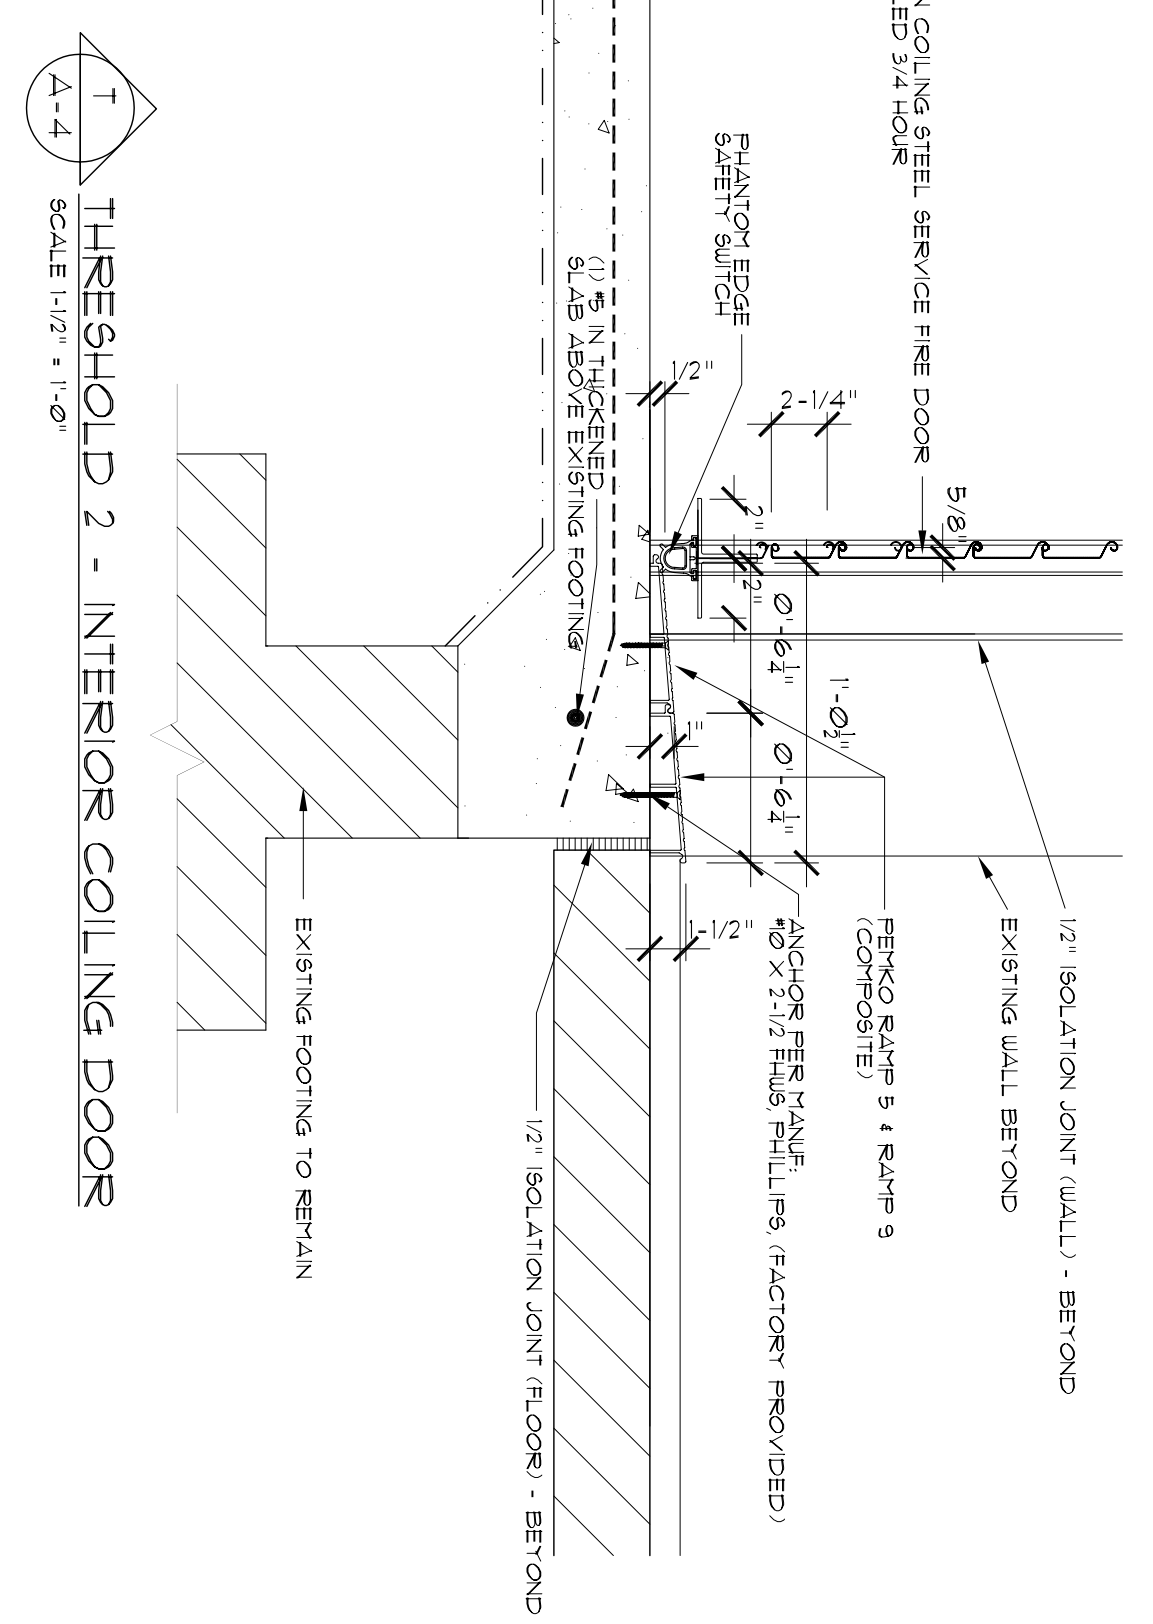 COILING STEEL SERVICE FIRE DOOR
3/4 HOUR
PHANTOM EDGE
SAFETY SWITCH
1/2"
2-1/4"
5/8"
2"
2"
0'-6 1/4"
1'-0 1/2"
0'-6 1/4"
1"
1-1/2"
(1) #5 IN THICKENED
SLAB ABOVE EXISTING FOOTING
1/2" ISOLATION JOINT (WALL) - BEYOND
EXISTING WALL BEYOND
PEMKO RAMP 5 & RAMP 9
(COMPOSITE)
ANCHOR PER MANUF:
#10 X 2-1/2 FHWS, PHILLIPS, (FACTORY PROVIDED)
1/2" ISOLATION JOINT (FLOOR) - BEYOND
EXISTING FOOTING TO REMAIN
T
A-4
THRESHOLD 2 - INTERIOR COILING DOOR
SCALE 1-1/2" = 1'-0"